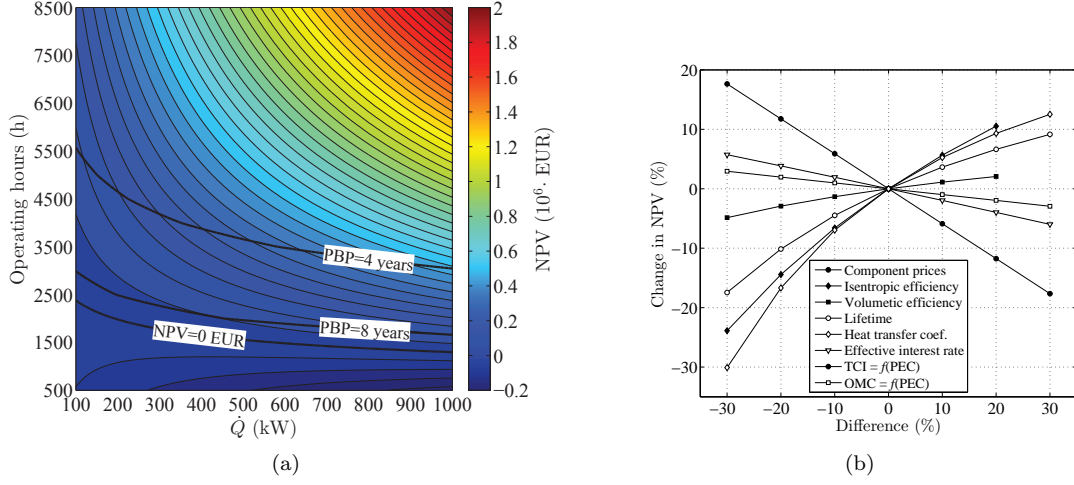 8500
7500
6500
5500
4500
3500
2500
1500
500
Operating hours (h)
100 200 300 400 500 600 700 800 900 1000
Q̇ (kW)
PBP=4 years
PBP=8 years
NPV=0 EUR
2
1.8
1.6
1.4
1.2
1
0.8
0.6
0.4
0.2
0
−0.2
NPV (10⁶· EUR)
(a)
20
10
0
−10
−20
−30
Change in NPV (%)
Component prices
Isentropic efficiency
Volumetric efficiency
Lifetime
Heat transfer coef.
Effective interest rate
TCI = f(PEC)
OMC = f(PEC)
−30 −20 −10 0 10 20 30
Difference (%)
(b)